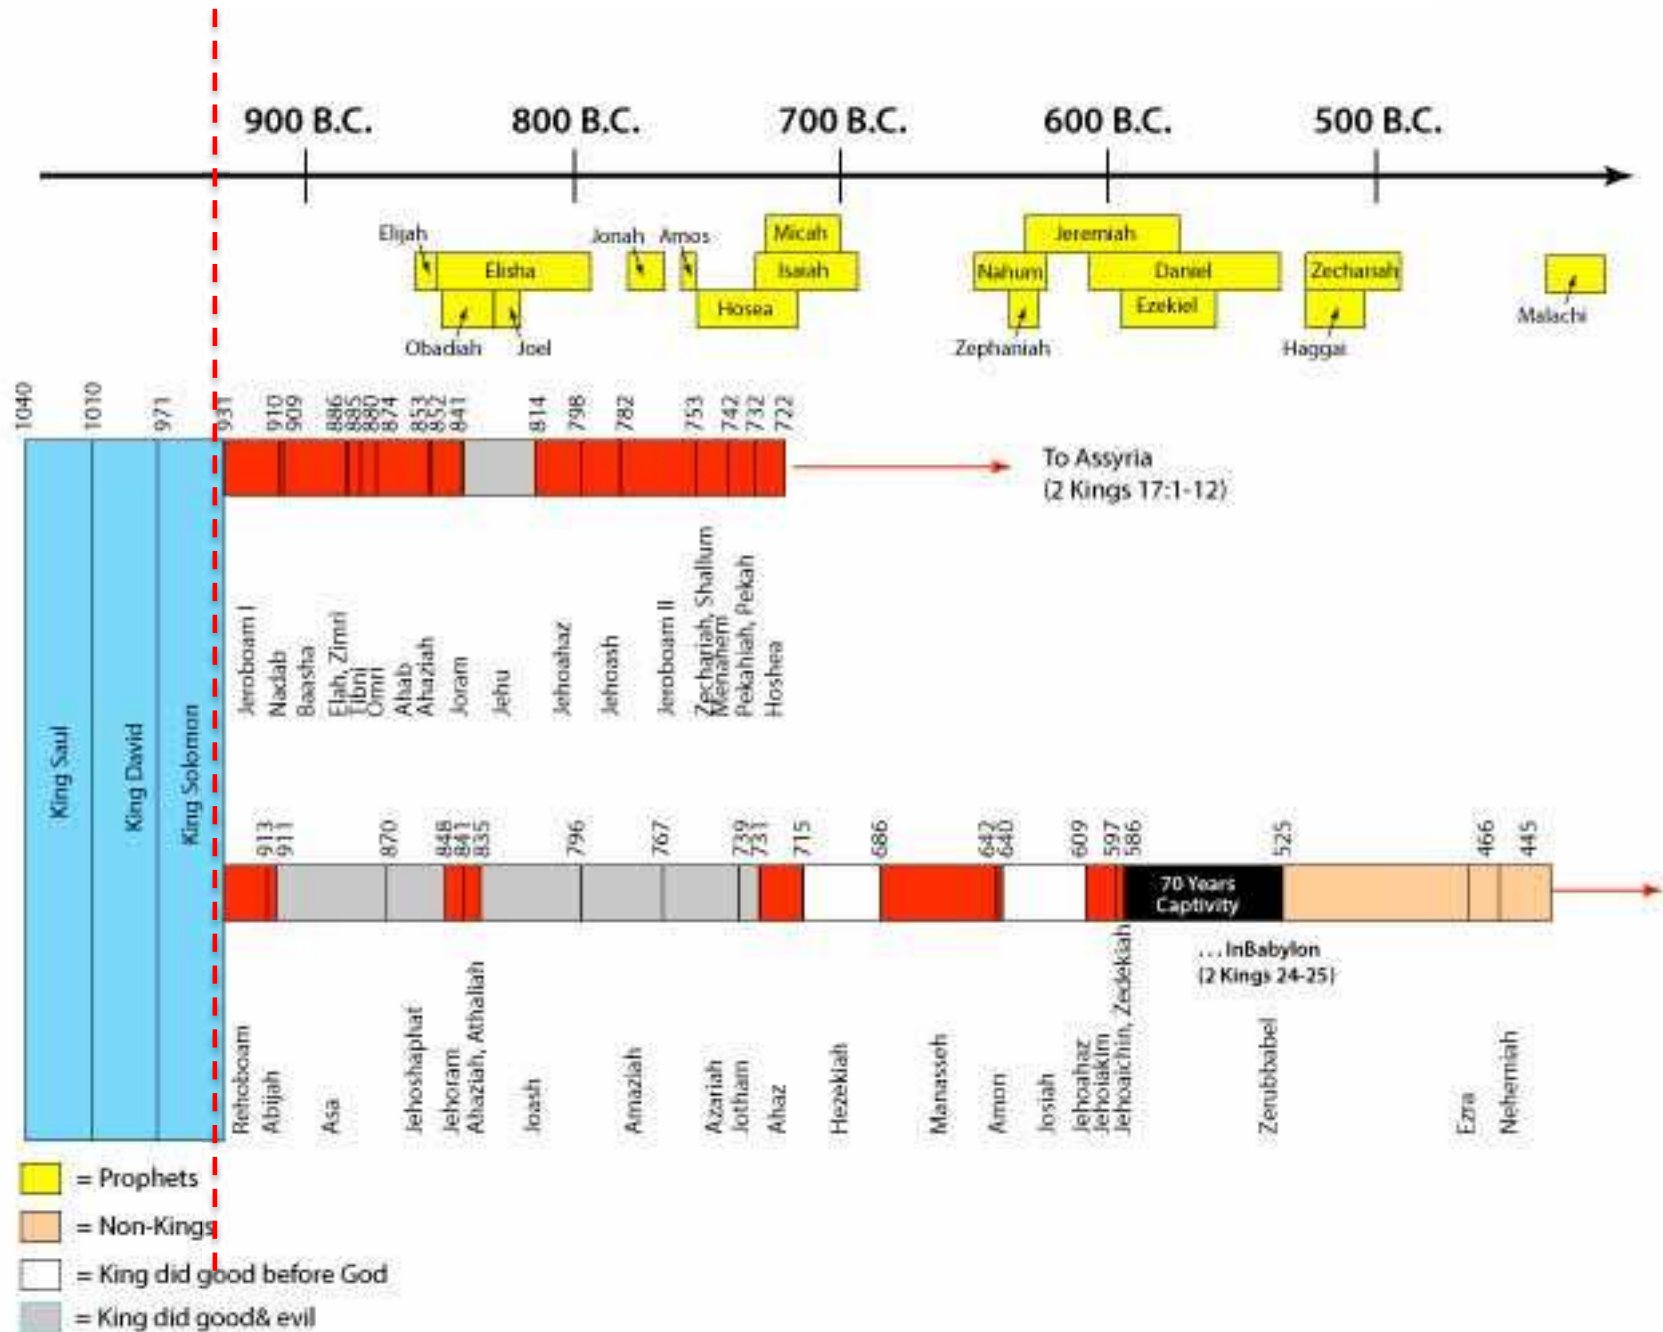 900 B.C. 800 B.C. 700 B.C. 600 B.C. 500 B.C.
Elijah Jonah Amos Micah Jeremiah
Elisha Isaiah Nahum Daniel Zechariah
Hosea Ezekiel
Obadiah Joel Zephaniah Haggai Malachi
1040 1010 971 931 910 909 886 885 880 874 853 852 841 814 798 782 753 742 732 722
To Assyria
(2 Kings 17:1-12)
Jeroboam I
Nadab
Baasha
Elah, Zimri
Tibni
Omri
Ahab
Ahaziah
Joram
Jehu
Jehoahaz
Jehoash
Jeroboam II
Zechariah, Shallum
Menahem
Pekahiah, Pekah
Hoshea
King Saul
King David
King Solomon
913 911 870 848 841 835 796 767 739 731 715 686 642 640 609 597 586 525 466 445
70 Years
Captivity
...InBabylon
(2 Kings 24-25)
Rehoboam
Abijah
Asa
Jehoshaphat
Jehoram
Ahaziah, Athaliah
Joash
Amaziah
Azariah
Jotham
Ahaz
Hezekiah
Manasseh
Amon
Josiah
Jehoahaz
Jehoiakim
Jehoaichin, Zedekiah
Zerubbabel
Ezra
Nehemiah
= Prophets
= Non-Kings
= King did good before God
= King did good& evil